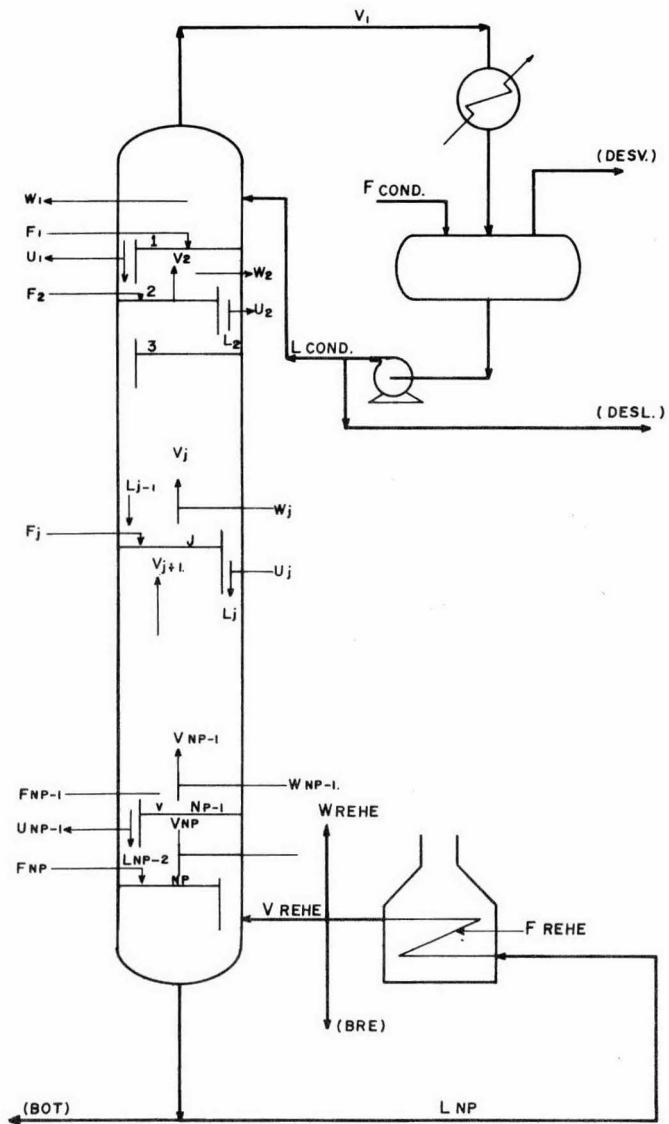 V1
(DESV.)
F COND.
W1
F1
1
U1
V2
W2
F2
2
U2
L2
3
L COND.
(DESL.)
Vj
Lj-1
Wj
Fj
J
Vj+1.
Uj
Lj
V NP-1
FNP-1
WNP-1.
V NP-1
UNP-1
VNP
W REHE
LNP-2
FNP
NP
V REHE
F REHE
(BRE)
(BOT)
L NP